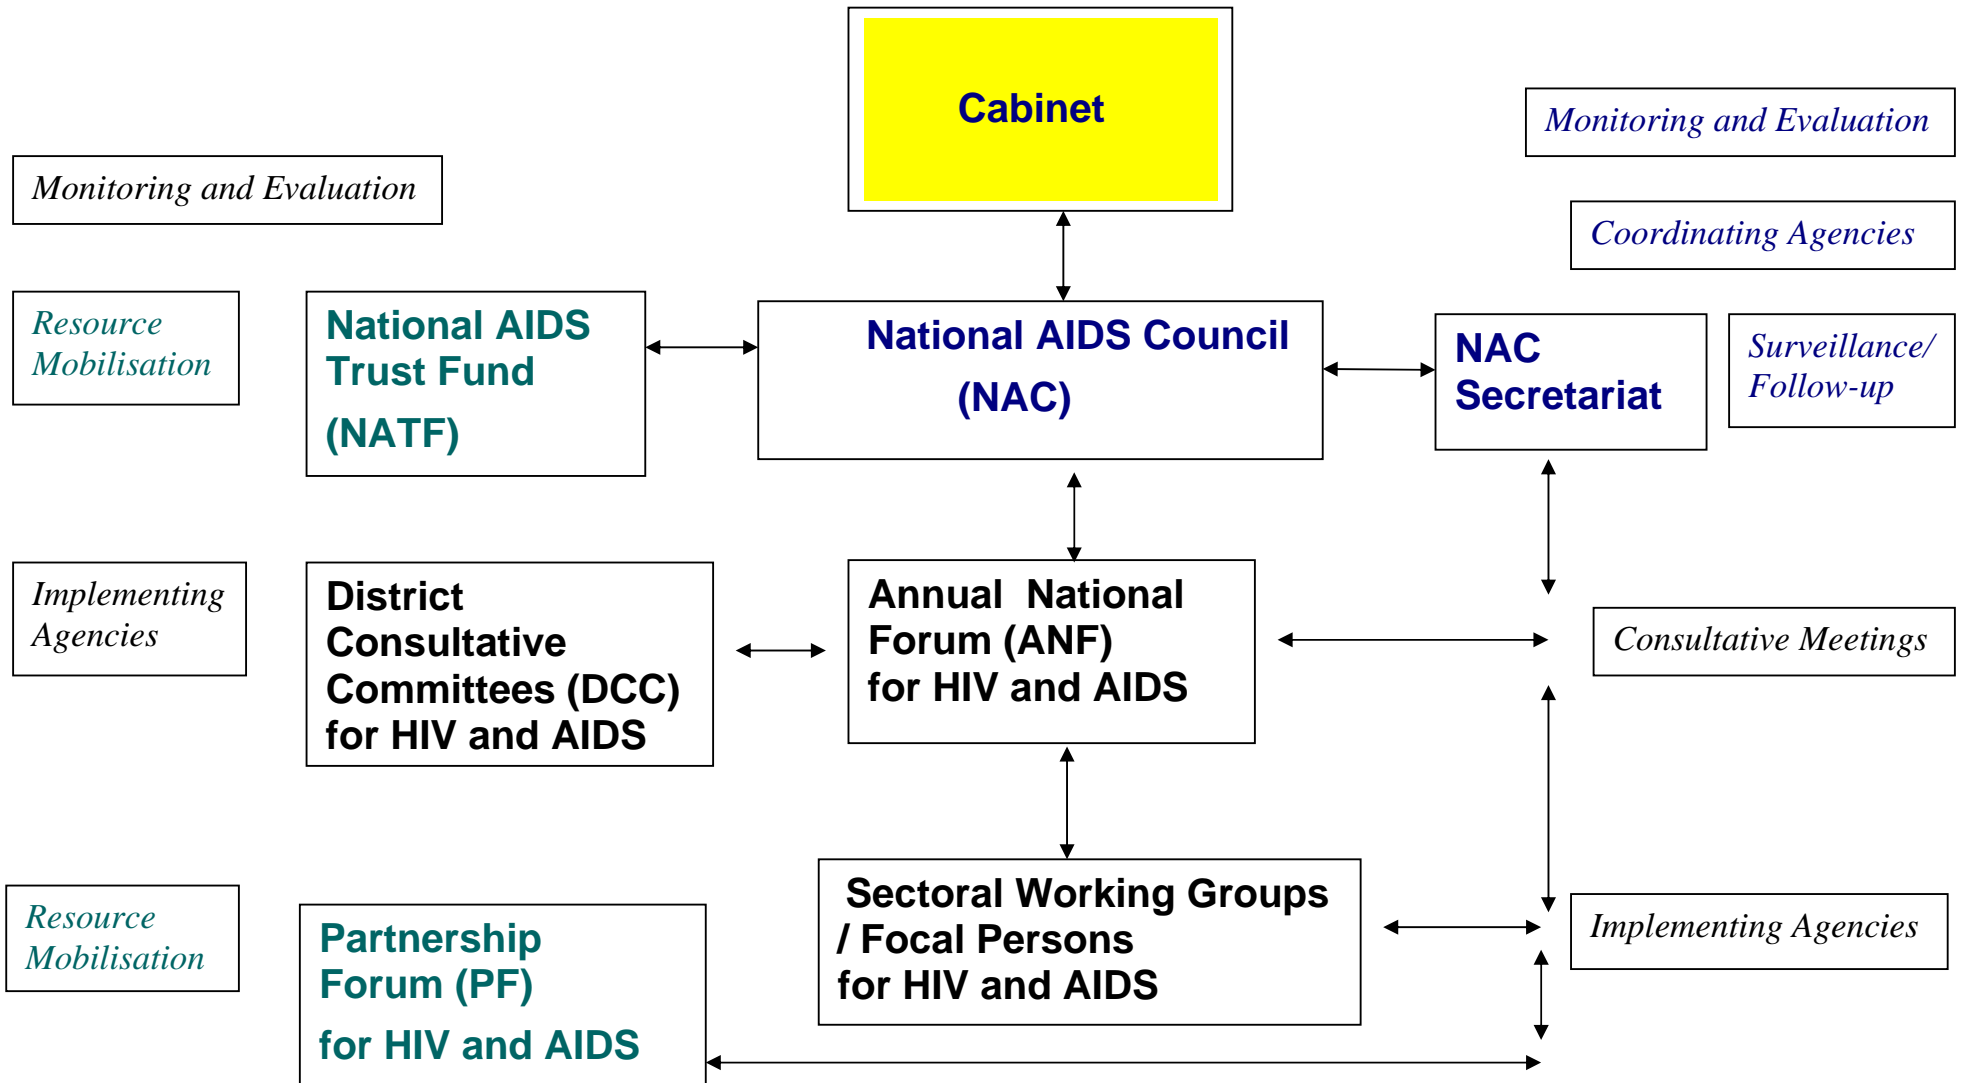 Cabinet
Monitoring and Evaluation
Monitoring and Evaluation
Coordinating Agencies
Resource
Mobilisation
National AIDS
Trust Fund
(NATF)
National AIDS Council
(NAC)
NAC
Secretariat
Surveillance/
Follow-up
Implementing
Agencies
District
Consultative
Committees (DCC)
for HIV and AIDS
Annual National
Forum (ANF)
for HIV and AIDS
Consultative Meetings
Resource
Mobilisation
Partnership
Forum (PF)
for HIV and AIDS
Sectoral Working Groups
/ Focal Persons
for HIV and AIDS
Implementing Agencies